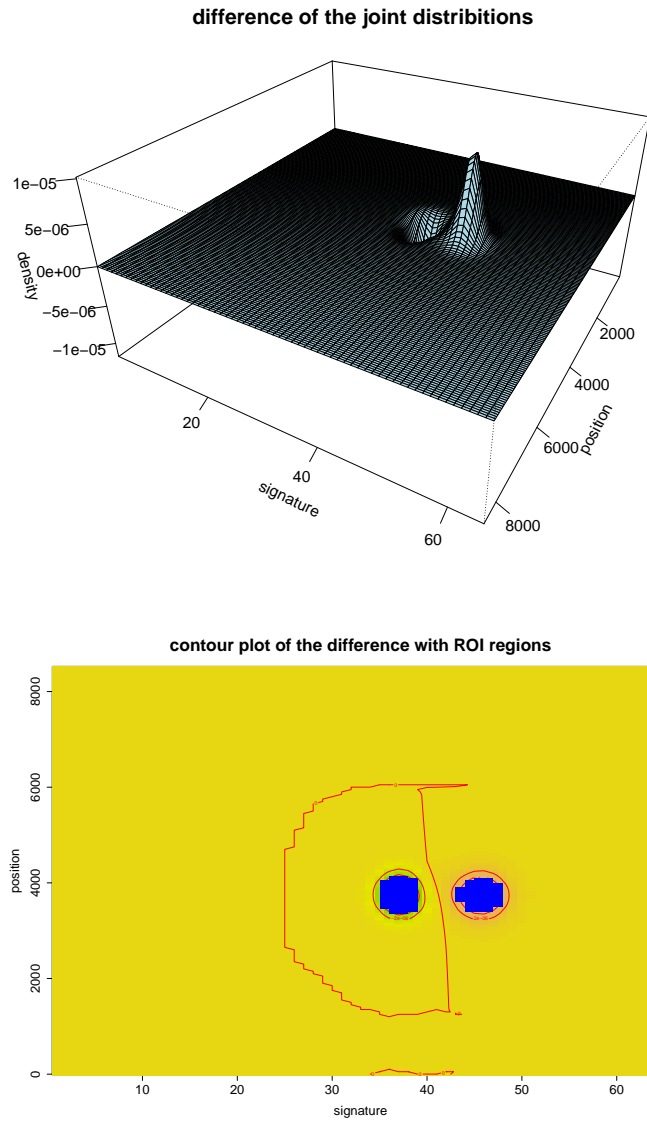 difference of the joint distribitions
1e−05
5e−06
0e+00
−5e−06
−1e−05
density
20
40
60
signature
2000
4000
6000
8000
position
contour plot of the difference with ROI regions
8000
6000
4000
2000
0
position
10
20
30
40
50
60
signature